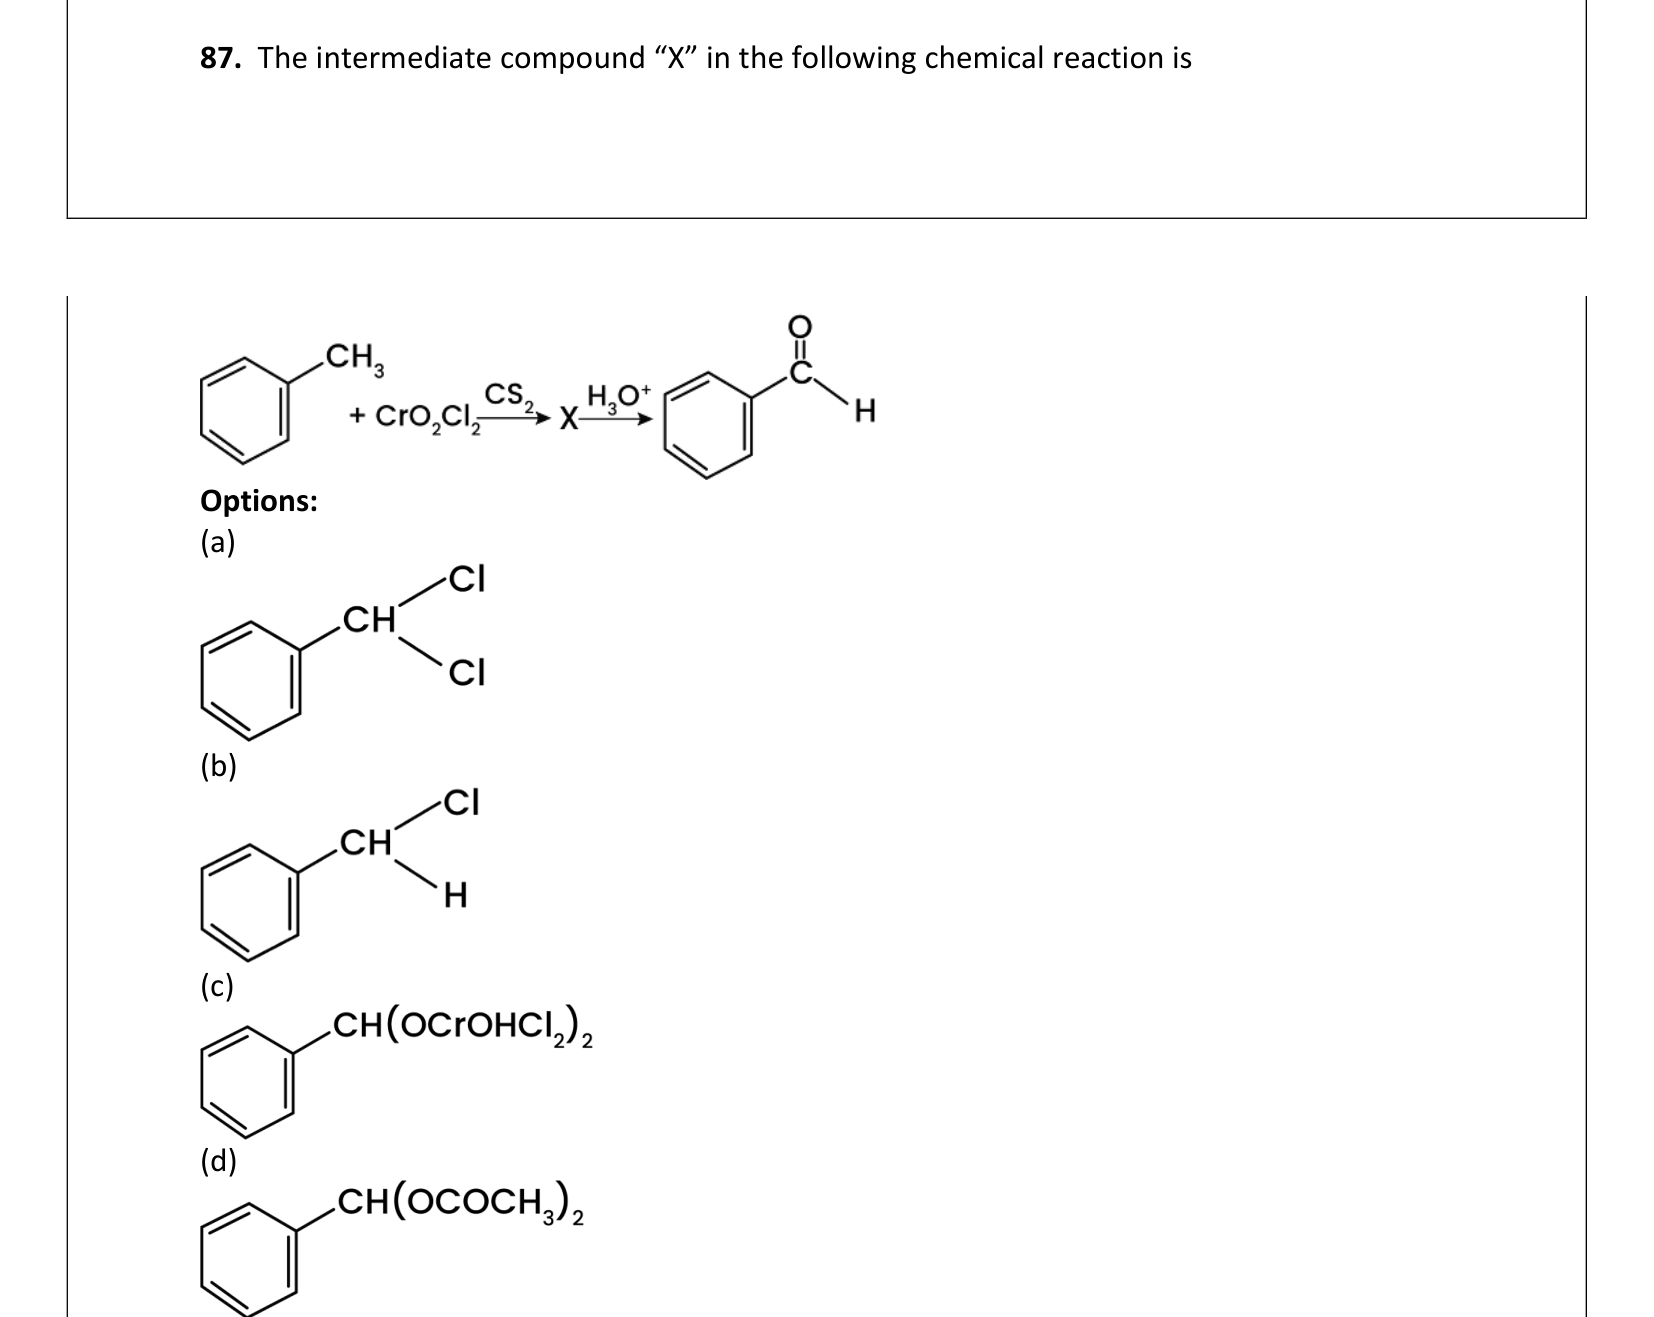 87. The intermediate compound “X” in the following chemical reaction is
O
CH₃
CS₂ H₃O⁺ C
+ CrO₂Cl₂ X H
Options:
(a)
Cl
CH
Cl
(b)
Cl
CH
H
(c)
CH(OCrOHCl₂)₂
(d)
CH(OCOCH₃)₂